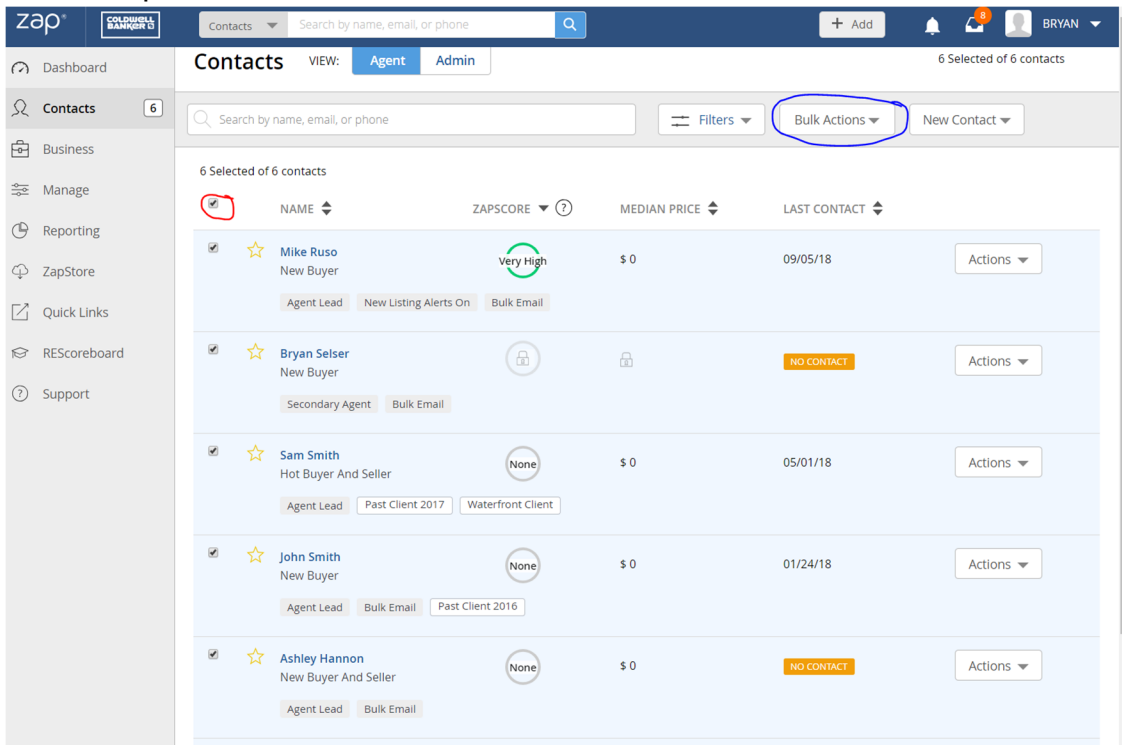 zap® COLDWELL BANKER Contacts Search by name, email, or phone + Add 8 BRYAN
Dashboard
Contacts 6
Business
Manage
Reporting
ZapStore
Quick Links
REScoreboard
Support
Contacts VIEW: Agent Admin 6 Selected of 6 contacts
Search by name, email, or phone Filters Bulk Actions New Contact
6 Selected of 6 contacts
NAME ZAPSCORE ? MEDIAN PRICE LAST CONTACT
Mike Ruso Very High $ 0 09/05/18 Actions
New Buyer
Agent Lead New Listing Alerts On Bulk Email
Bryan Selser NO CONTACT Actions
New Buyer
Secondary Agent Bulk Email
Sam Smith None $ 0 05/01/18 Actions
Hot Buyer And Seller
Agent Lead Past Client 2017 Waterfront Client
John Smith None $ 0 01/24/18 Actions
New Buyer
Agent Lead Bulk Email Past Client 2016
Ashley Hannon None $ 0 NO CONTACT Actions
New Buyer And Seller
Agent Lead Bulk Email